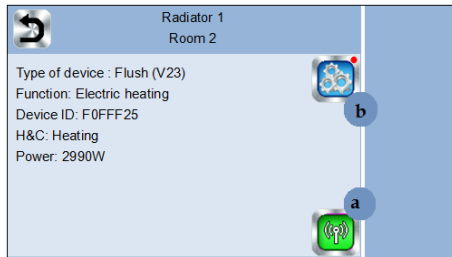 Radiator 1
Room 2
Type of device : Flush (V23)
Function: Electric heating
Device ID: F0FFF25
H&C: Heating
Power: 2990W
b
a